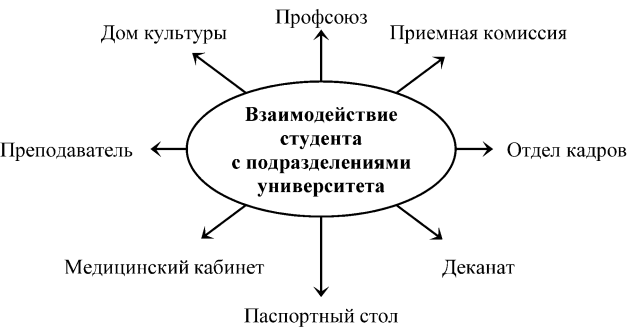 Профсоюз
Дом культуры
Приемная комиссия
Взаимодействие
студента
с подразделениями
университета
Преподаватель
Отдел кадров
Медицинский кабинет
Деканат
Паспортный стол